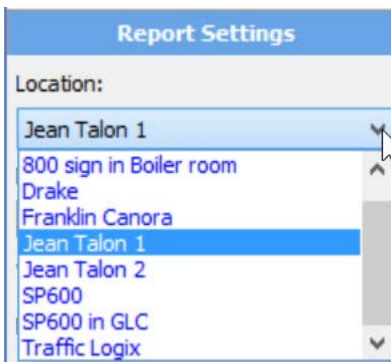 Report Settings
Location:
Jean Talon 1
800 sign in Boiler room
Drake
Franklin Canora
Jean Talon 1
Jean Talon 2
SP600
SP600 in GLC
Traffic Logix